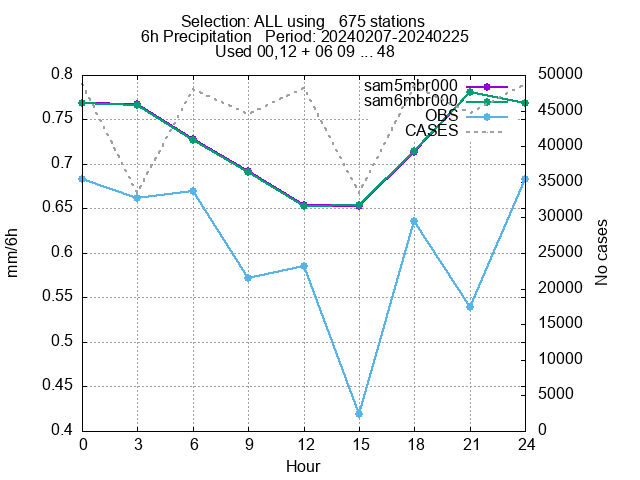 Selection: ALL using 675 stations
6h Precipitation Period: 20240207-20240225
Used 00,12 + 06 09 ... 48
sam5mbr000
sam6mbr000
OBS
CASES
0.8
0.75
0.7
0.65
0.6
0.55
0.5
0.45
0.4
mm/6h
50000
45000
40000
35000
30000
25000
20000
15000
10000
5000
0
No cases
0 3 6 9 12 15 18 21 24
Hour